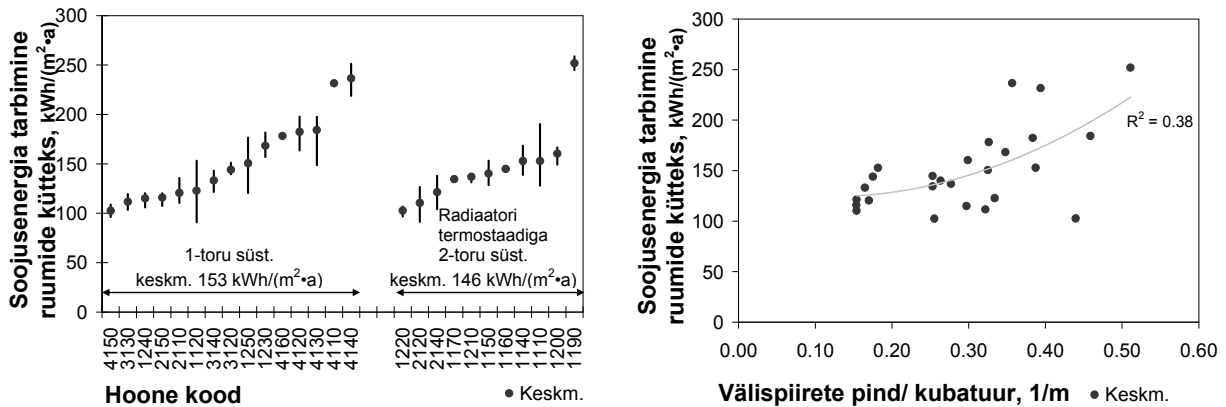 Soojusenergia tarbimine
ruumide kütteks, kWh/(m²•a)
300
250
200
150
100
50
0
1-toru süst.
keskm. 153 kWh/(m²•a)
Radiaatori
termostaadiga
2-toru süst.
keskm. 146 kWh/(m²•a)
4150
3130
1240
2150
2110
1120
3140
3120
1250
1230
4160
4120
4130
4110
4140
1220
2120
2140
1170
1210
1150
1160
1140
1110
1200
1190
Hoone kood
Keskm.
Soojusenergia tarbimine
ruumide kütteks, kWh/(m²•a)
300
250
200
150
100
50
0
R² = 0.38
0.00 0.10 0.20 0.30 0.40 0.50 0.60
Välispiirete pind/ kubatuur, 1/m
Keskm.